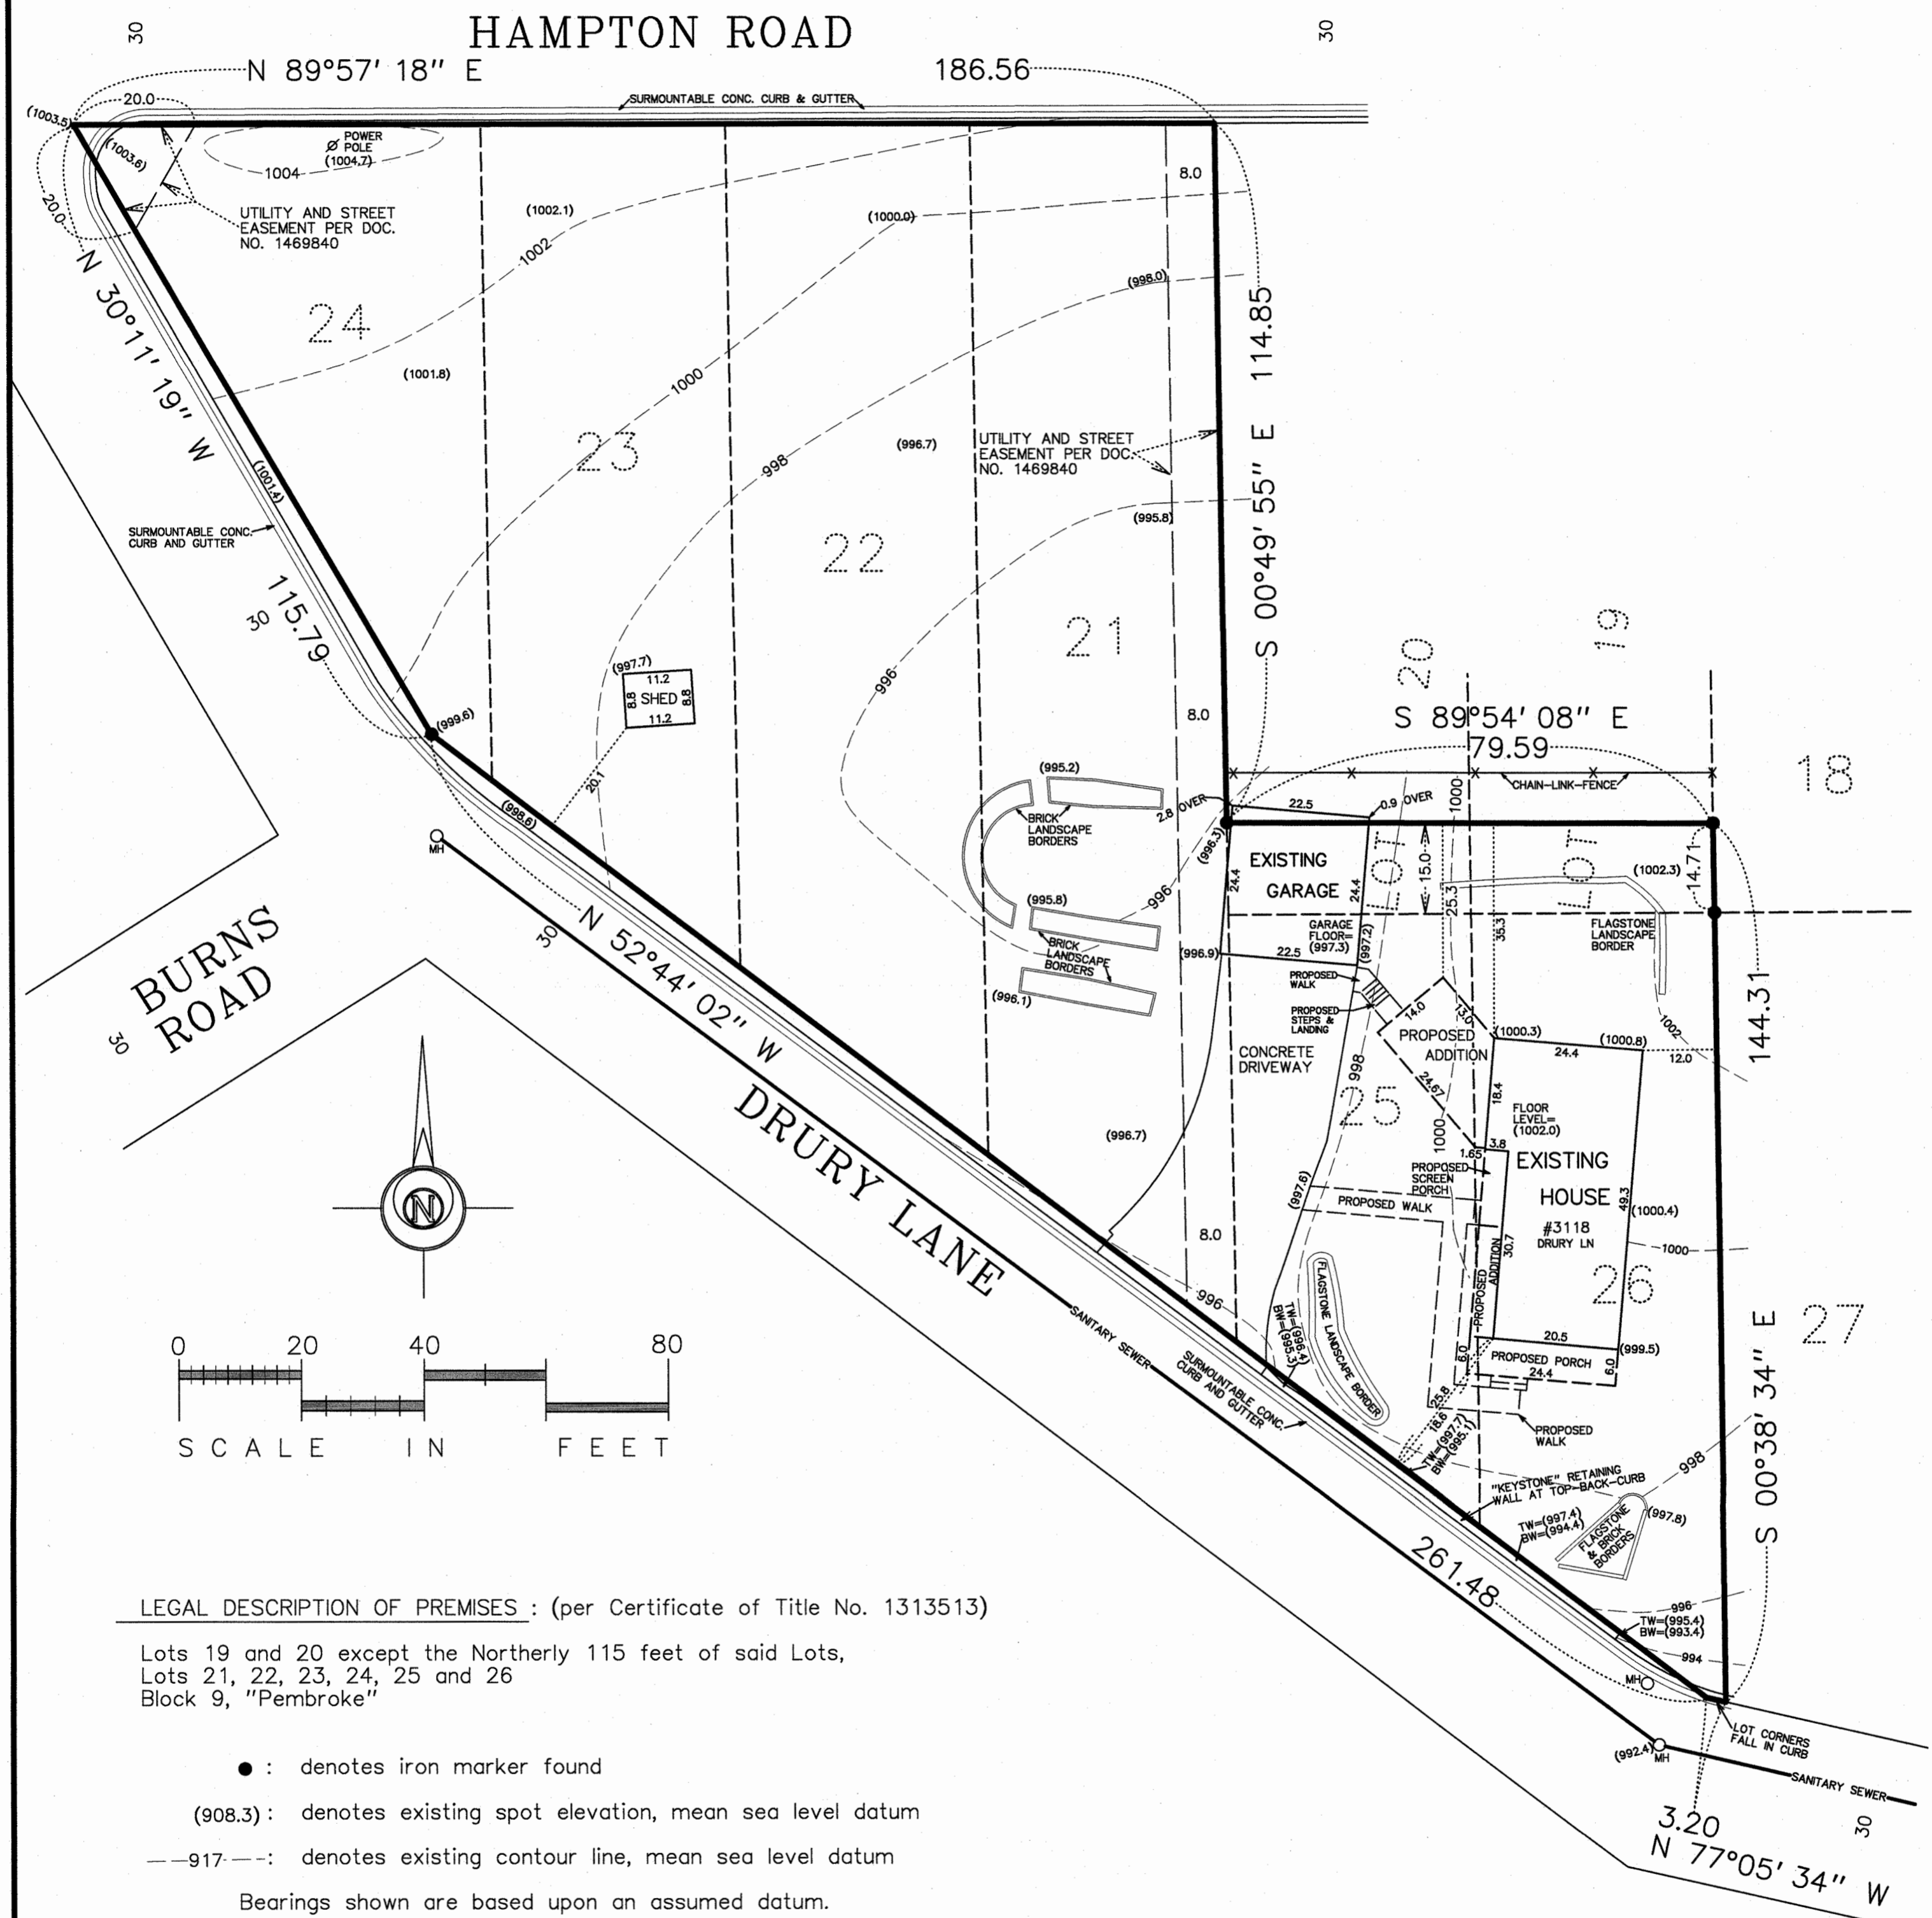 30
HAMPTON ROAD
30
N 89°57' 18" E
186.56
20.0
SURMOUNTABLE CONC. CURB & GUTTER
(1003.5)
(1003.6)
POWER
POLE
(1004.7)
1004
8.0
20.0
UTILITY AND STREET
EASEMENT PER DOC.
NO. 1469840
(1002.1)
(1000.0)
1002
(998.0)
N 30°11' 19" W
115.79
24
114.85
S 00°49' 55" E
(1001.8)
1000
23
998
(996.7)
UTILITY AND STREET
EASEMENT PER DOC.
NO. 1469840
(1001.4)
(995.8)
SURMOUNTABLE CONC.
CURB AND GUTTER
22
30
21
20
19
996
(997.7)
11.2
8.8
SHED
8.8
11.2
8.0
S 89°54' 08" E
79.59
(999.6)
18
CHAIN-LINK-FENCE
(995.2)
20.1
(998.6)
BRICK
LANDSCAPE
BORDERS
2.8 OVER
22.5
0.9 OVER
1000
MH
(996.3)
EXISTING
GARAGE
24.4
24.4
LOT
15.0
25.3
LOT
(1002.3)
14.71
(995.8)
996
GARAGE
FLOOR=
(997.3)
(997.2)
35.3
FLAGSTONE
LANDSCAPE
BORDER
BRICK
LANDSCAPE
BORDERS
(996.9)
22.5
30
BURNS
ROAD
30
N 52°44' 02" W
(996.1)
PROPOSED
WALK
PROPOSED
STEPS &
LANDING
14.0
13.0
PROPOSED
ADDITION
(1000.3)
(1000.8)
24.4
12.0
1002
144.31
CONCRETE
DRIVEWAY
998
24.67
25
18.4
FLOOR
LEVEL=
(1002.0)
DRURY LANE
(996.7)
1000
3.8
1.65
EXISTING
HOUSE
#3118
DRURY LN
PROPOSED
SCREEN
PORCH
(997.6)
PROPOSED WALK
49.3
(1000.4)
N
8.0
30.7
1000
PROPOSED
ADDITION
26
27
996
FLAGSTONE LANDSCAPE BORDER
TW=(996.4)
BW=(995.3)
SANITARY SEWER
SURMOUNTABLE CONC.
CURB AND GUTTER
20.5
(999.5)
6.0
PROPOSED PORCH
6.0
24.4
0 20 40 80
SCALE IN FEET
25.8
18.6
TW=(997.7)
BW=(995.1)
PROPOSED
WALK
S 00°38' 34" E
998
"KEYSTONE" RETAINING
WALL AT TOP-BACK-CURB
TW=(997.4)
BW=(994.4)
FLAGSTONE
& BRICK
BORDERS
(997.8)
261.48
996
TW=(995.4)
BW=(993.4)
994
MH
LOT CORNERS
FALL IN CURB
(992.4)
MH
SANITARY SEWER
3.20
N 77°05' 34" W
30
LEGAL DESCRIPTION OF PREMISES : (per Certificate of Title No. 1313513)
Lots 19 and 20 except the Northerly 115 feet of said Lots,
Lots 21, 22, 23, 24, 25 and 26
Block 9, "Pembroke"
● : denotes iron marker found
(908.3) : denotes existing spot elevation, mean sea level datum
— —917— –: denotes existing contour line, mean sea level datum
Bearings shown are based upon an assumed datum.